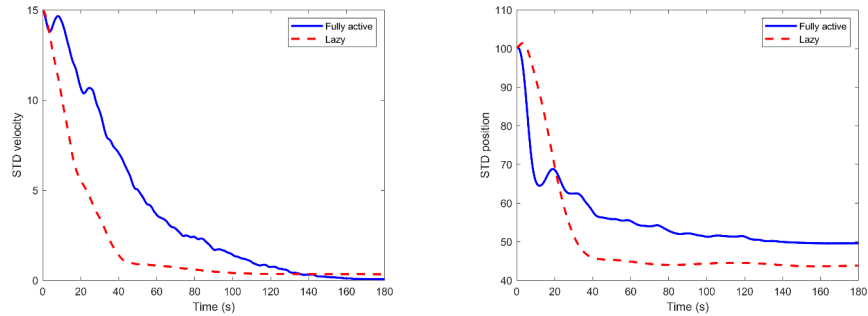 15
10
5
0
STD velocity
Fully active
Lazy
0 20 40 60 80 100 120 140 160 180
Time (s)
110
100
90
80
70
60
50
40
STD position
Fully active
Lazy
0 20 40 60 80 100 120 140 160 180
Time (s)